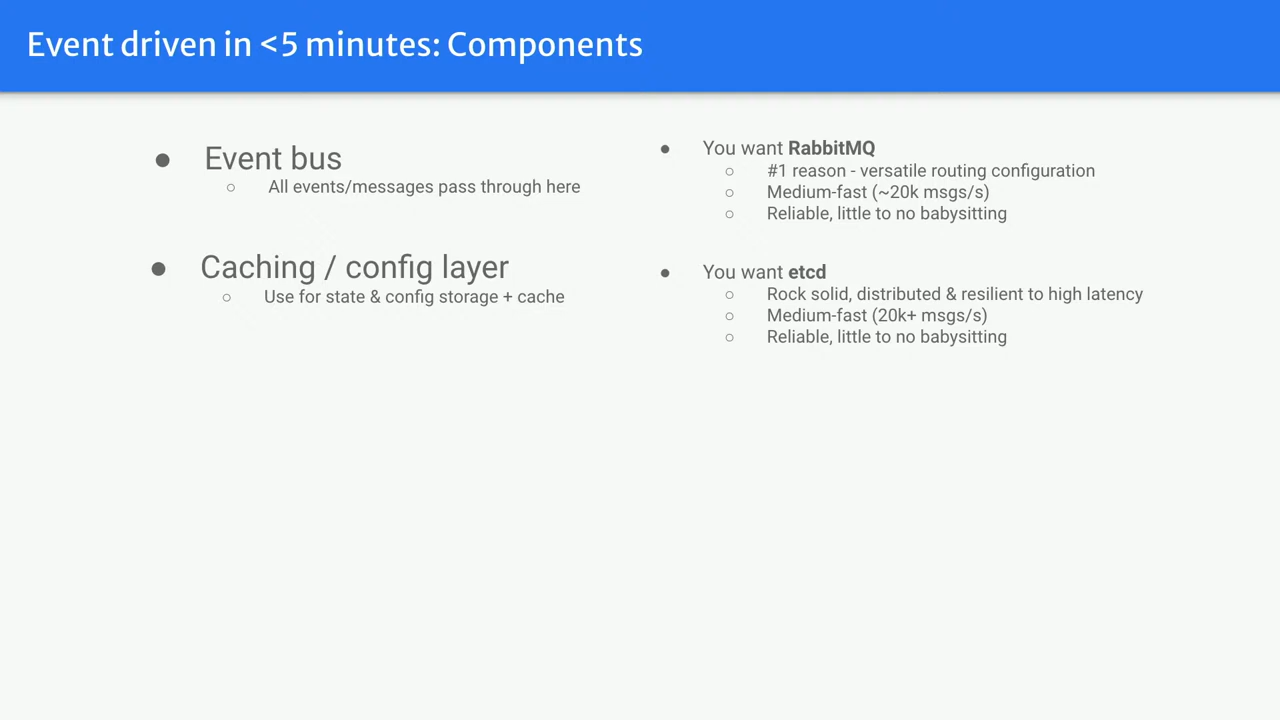 Event driven in <5 minutes: Components
● Event bus
○ All events/messages pass through here
● Caching / config layer
○ Use for state & config storage + cache
● You want RabbitMQ
○ #1 reason - versatile routing configuration
○ Medium-fast (~20k msgs/s)
○ Reliable, little to no babysitting
● You want etcd
○ Rock solid, distributed & resilient to high latency
○ Medium-fast (20k+ msgs/s)
○ Reliable, little to no babysitting